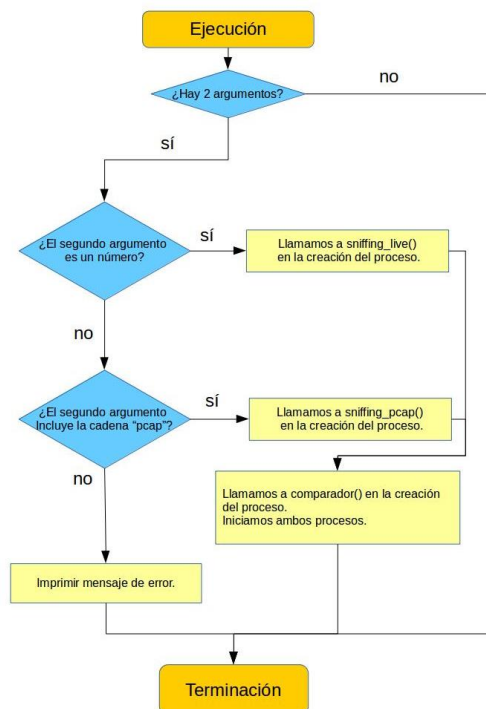 Ejecución
¿Hay 2 argumentos?
no
sí
¿El segundo argumento
es un número?
sí
Llamamos a sniffing_live()
en la creación del proceso.
no
¿El segundo argumento
Incluye la cadena “pcap”?
sí
Llamamos a sniffing_pcap()
en la creación del proceso.
no
Llamamos a comparador() en la creación
del proceso.
Iniciamos ambos procesos.
Imprimir mensaje de error.
Terminación